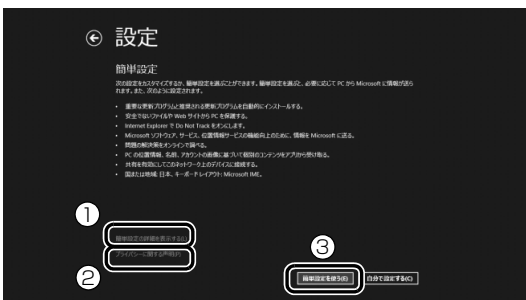 設定
簡単設定
次の設定をカスタマイズするか、簡単設定を選ぶことができます。簡単設定を選ぶと、必要に応じて PC から Microsoft に情報が送ら
れます。また、次のように設定されます。
• 重要な更新プログラムと推奨される更新プログラムを自動的にインストールする。
• 安全でないファイルや Web サイトから PC を保護する。
• Internet Explorer で Do Not Track をオンにします。
• Microsoft ソフトウェア、サービス、位置情報サービスの機能向上のために、情報を Microsoft に送る。
• 問題の解決策をオンラインで調べる。
• PC の位置情報、名前、アカウントの画像に基づいて個別のコンテンツをアプリから受け取る。
• 共有を有効にしてこのネットワーク上のデバイスに接続する。
• 国または地域: 日本、キーボード レイアウト: Microsoft IME。
①
簡単設定の詳細を表示する(L)
プライバシーに関する声明(P)
②
③
簡単設定を使う(E) 自分で設定する(C)